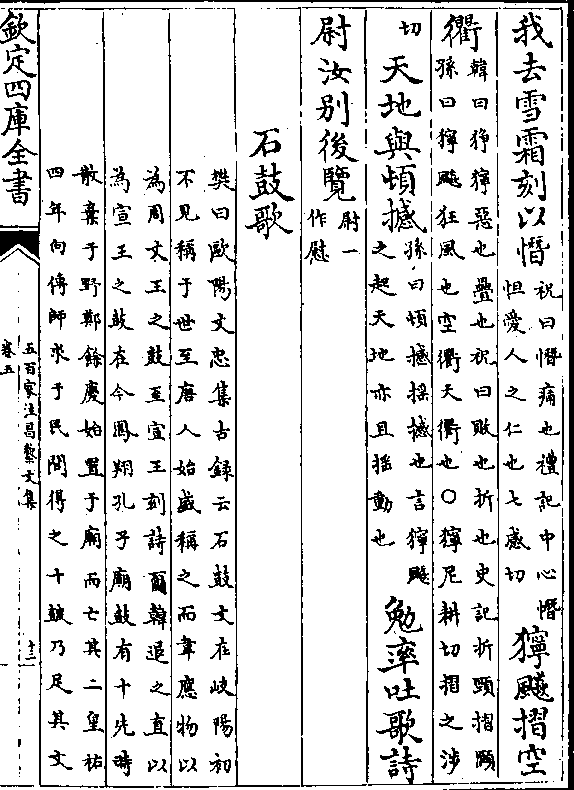 我去雪霜刻以憯祝曰憯痛也禮記中心憯怛愛人之仁也七感切獰飈摺空
衢韓曰獰獰惡也疊也祝曰敗也折也史記折頸摺頤孫曰獰飈狂風也空衢天衢也○獰尼耕切摺之涉
切天地與頓撼孫曰頓撼揺撼也言獰飈之起天地亦且揺動也勉率吐歌詩
尉汝別後覽尉一作慰
石鼓歌
樊曰歐陽文忠集古録云石鼓文在岐陽初
不見稱于世至唐人始盛稱之而韋應物以
為周文王之鼓至宣王刻詩爾韓退之直以
為宣王之鼓在今鳳翔孔子廟鼓有十先時
散棄于野鄭餘慶始置于廟而亡其二皇祐
四年向傳師求于民間得之十鼓乃足其文
欽定四庫全書
五百家注昌黎文集
卷五
十二